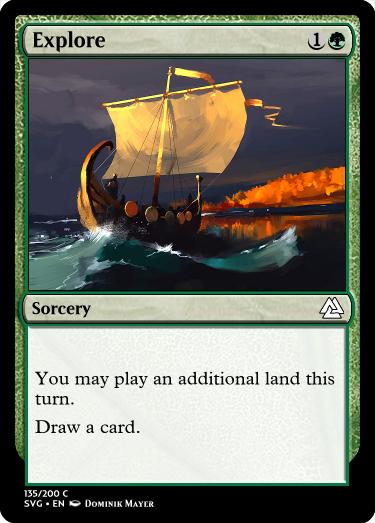 Explore 1
Sorcery
You may play an additional land this
turn.
Draw a card.
135/200 C
SVG • EN Dominik Mayer